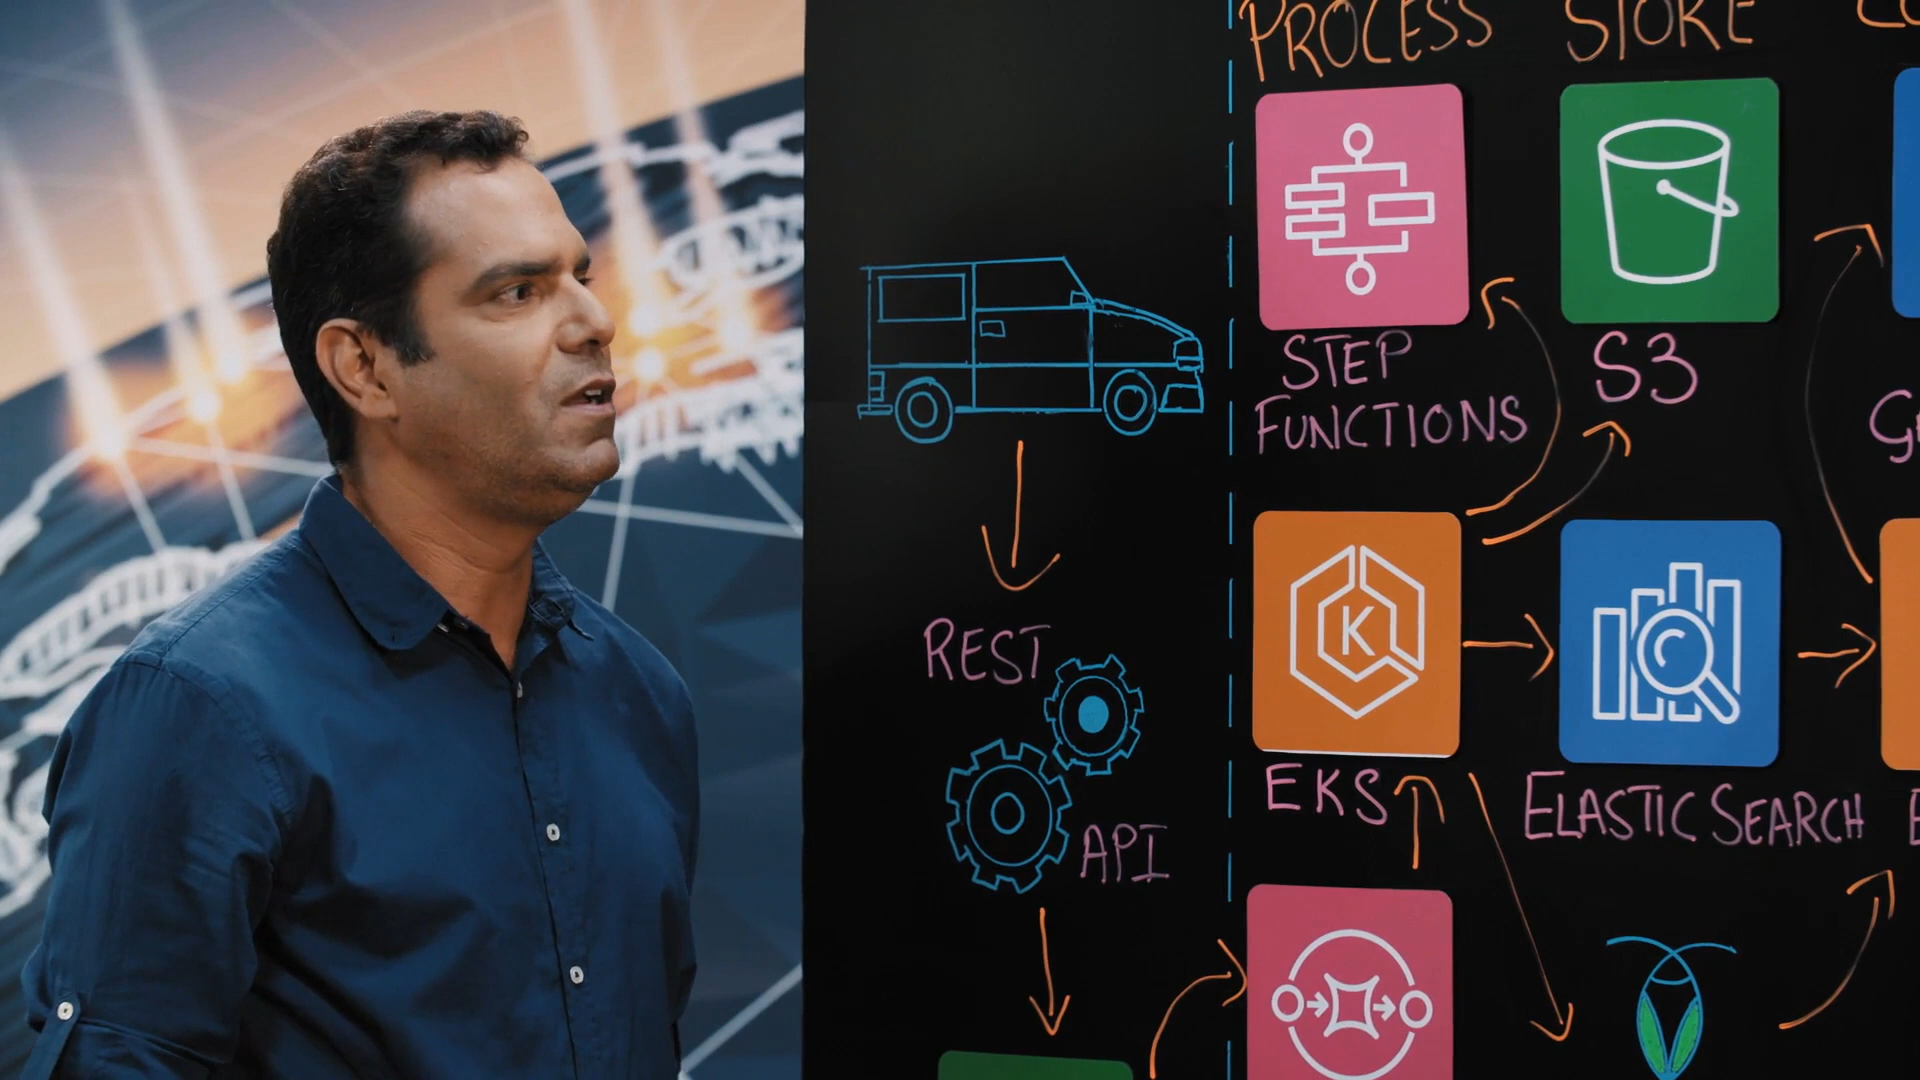 PROCESS
STORE
STEP
FUNCTIONS
S3
REST
API
K
EKS
ELASTIC SEARCH